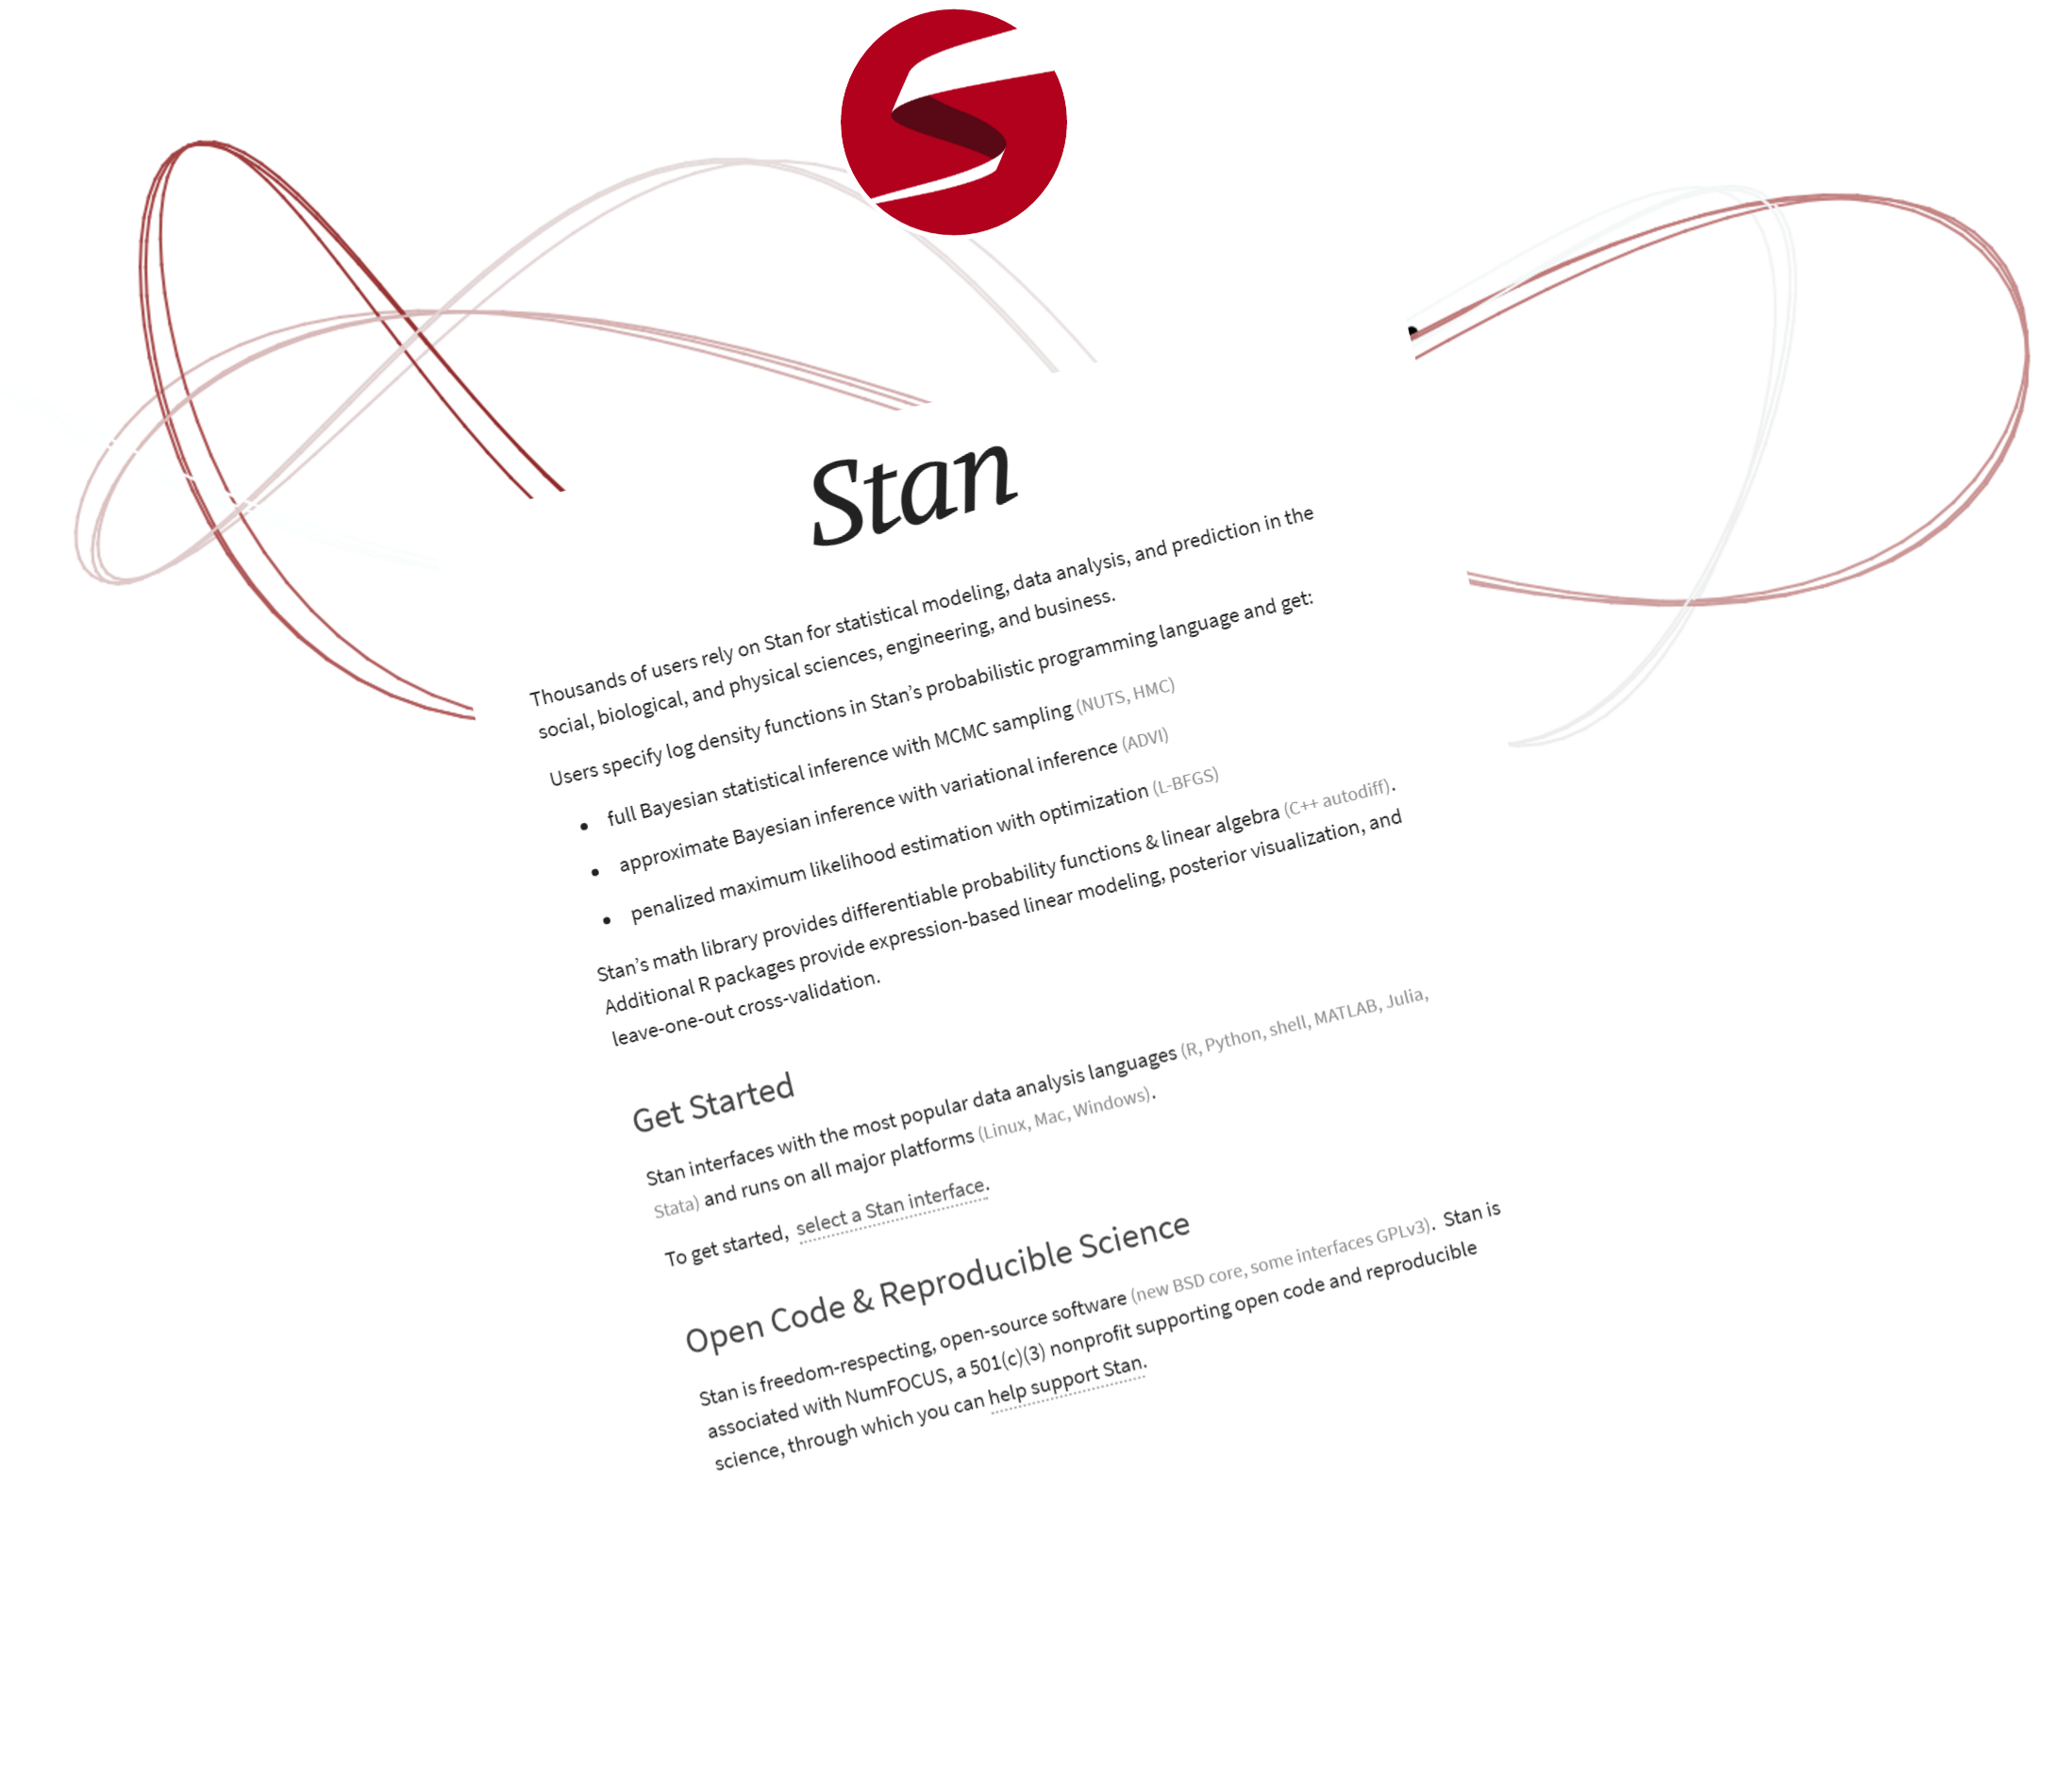 Stan
Thousands of users rely on Stan for statistical modeling, data analysis, and prediction in the
social, biological, and physical sciences, engineering, and business.
Users specify log density functions in Stan’s probabilistic programming language and get:
• full Bayesian statistical inference with MCMC sampling (NUTS, HMC)
• approximate Bayesian inference with variational inference (ADVI)
• penalized maximum likelihood estimation with optimization (L-BFGS)
Stan’s math library provides differentiable probability functions & linear algebra (C++ autodiff).
Additional R packages provide expression-based linear modeling, posterior visualization, and
leave-one-out cross-validation.
Get Started
Stan interfaces with the most popular data analysis languages (R, Python, shell, MATLAB, Julia,
Stata) and runs on all major platforms (Linux, Mac, Windows).
To get started, select a Stan interface.
Open Code & Reproducible Science
Stan is freedom-respecting, open-source software (new BSD core, some interfaces GPLv3). Stan is
associated with NumFOCUS, a 501(c)(3) nonprofit supporting open code and reproducible
science, through which you can help support Stan.